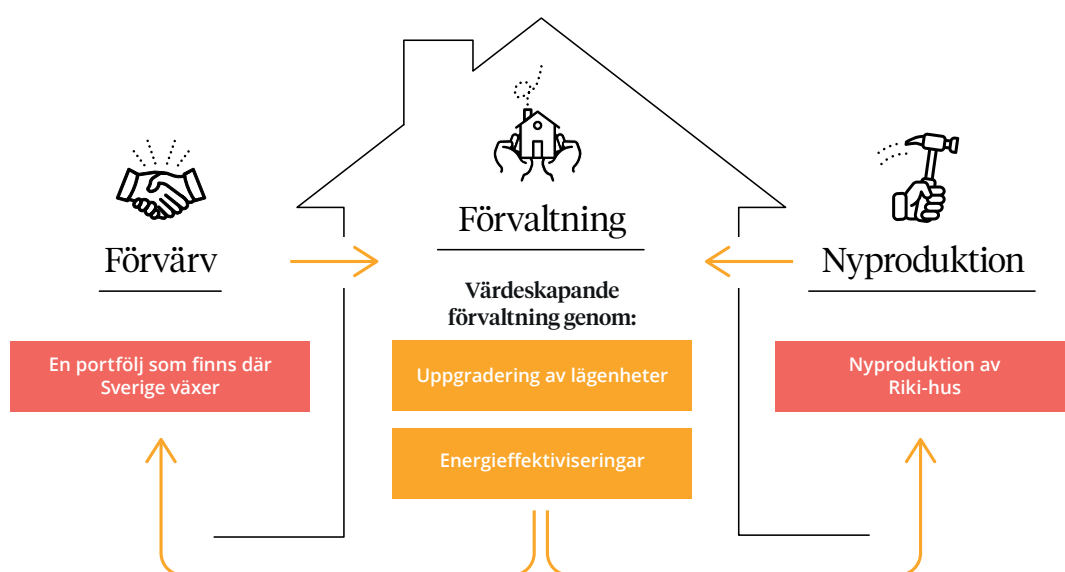 Förvärv
En portfölj som finns där
Sverige växer
Förvaltning
Värdeskapande
förvaltning genom:
Uppgradering av lägenheter
Energieffektiviseringar
Nyproduktion
Nyproduktion av
Riki-hus